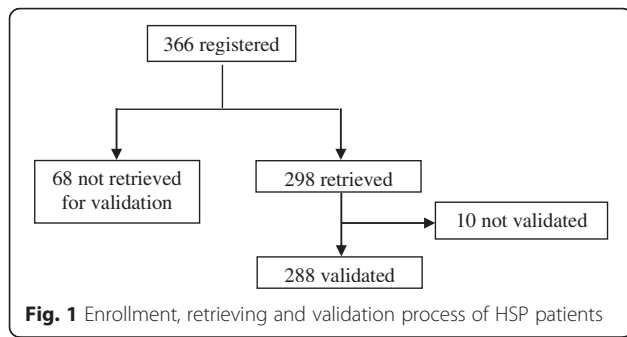 366 registered
68 not retrieved
for validation
298 retrieved
10 not validated
288 validated
Fig. 1 Enrollment, retrieving and validation process of HSP patients